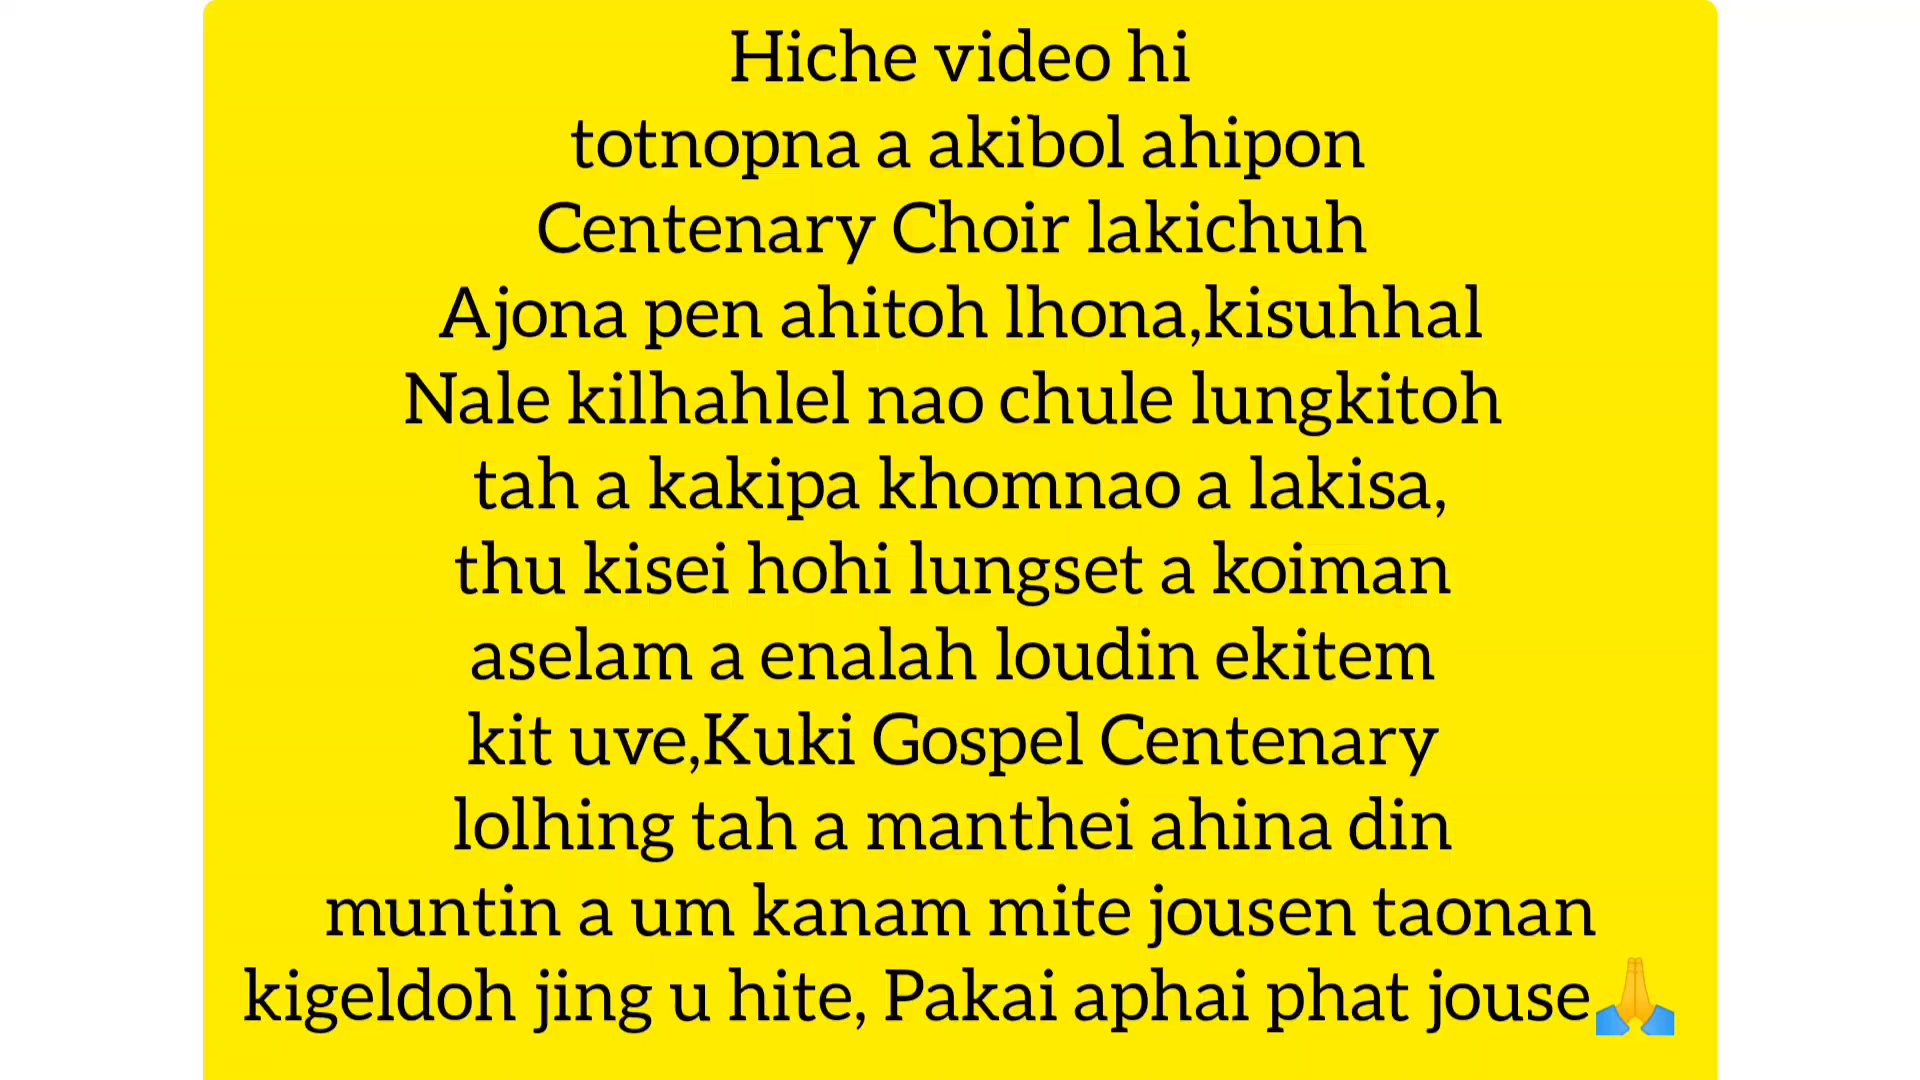 Hiche video hi
totnopna a akibol ahipon
Centenary Choir lakichuh
Ajona pen ahitoh lhona,kisuhhal
Nale kilhahlel nao chule lungkitoh
tah a kakipa khomnao a lakisa,
thu kisei hohi lungset a koiman
aselam a enalah loudin ekitem
kit uve,Kuki Gospel Centenary
lolhing tah a manthei ahina din
muntin a um kanam mite jousen taonan
kigeldoh jing u hite, Pakai aphai phat jouse🙏